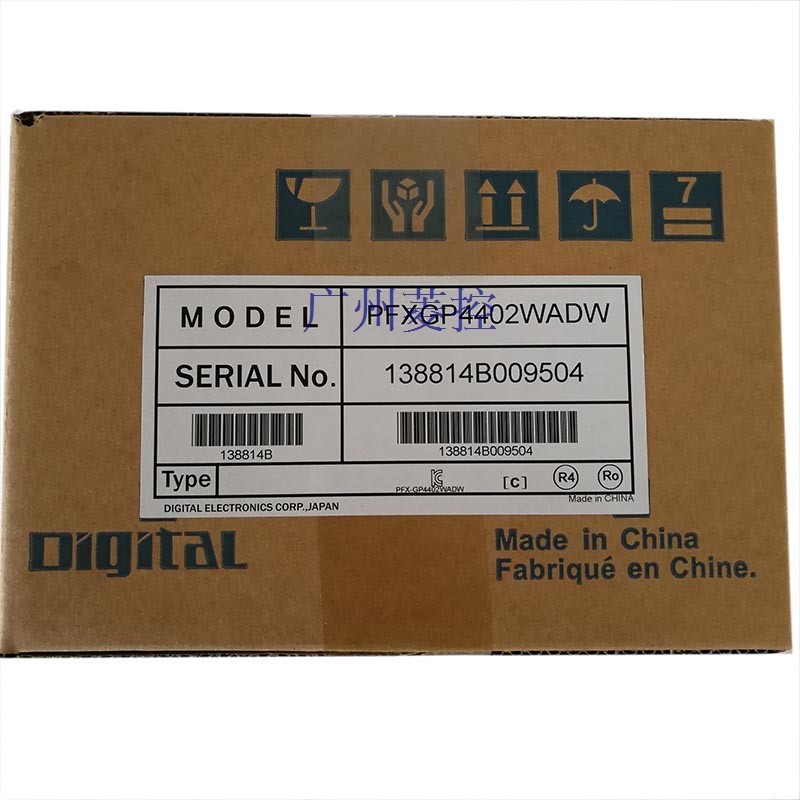 7
MODEL PFXGP4402WADW
广州菱控
SERIAL No. 138814B009504
138814B 138814B009504
Type PFX-GP4402WADW [c] R4 Ro
DIGITAL ELECTRONICS CORP.,JAPAN Made in CHINA
Digital
Made in China
Fabriqué en Chine.